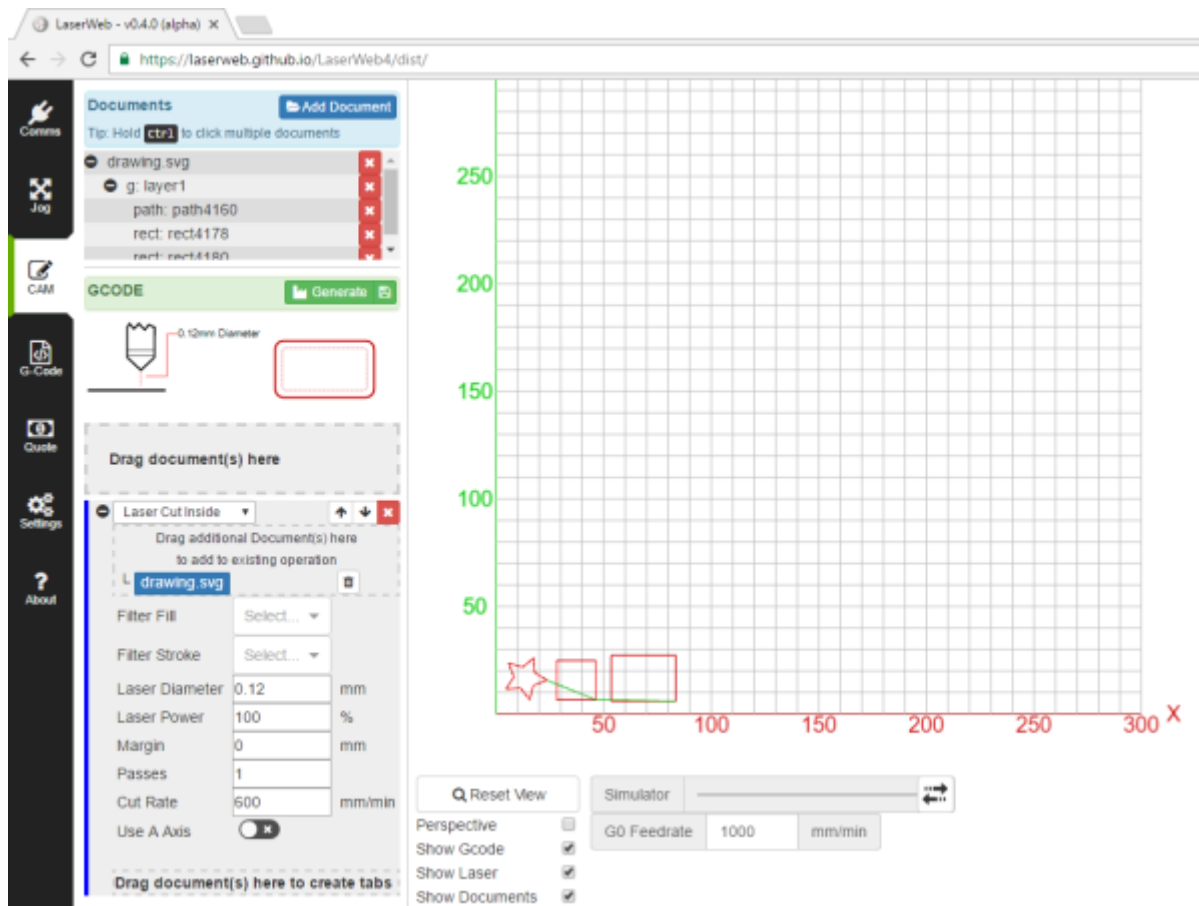 LaserWeb - v0.4.0 (alpha)
https://laserweb.github.io/LaserWeb4/dist/
Comms
Jog
CAM
G-Code
Quote
Settings
? About
Documents
Add Document
Tip: Hold ctrl to click multiple documents
drawing.svg
g: layer1
path: path4160
rect: rect4178
rect: rect4180
GCODE
Generate
0.12mm Diameter
Drag document(s) here
Laser Cut Inside
Drag additional Document(s) here
to add to existing operation
drawing.svg
Filter Fill Select...
Filter Stroke Select...
Laser Diameter 0.12 mm
Laser Power 100 %
Margin 0 mm
Passes 1
Cut Rate 600 mm/min
Use A Axis
Drag document(s) here to create tabs
250
200
150
100
50
50 100 150 200 250 300 X
Reset View
Perspective
Show Gcode
Show Laser
Show Documents
Simulator
G0 Feedrate 1000 mm/min